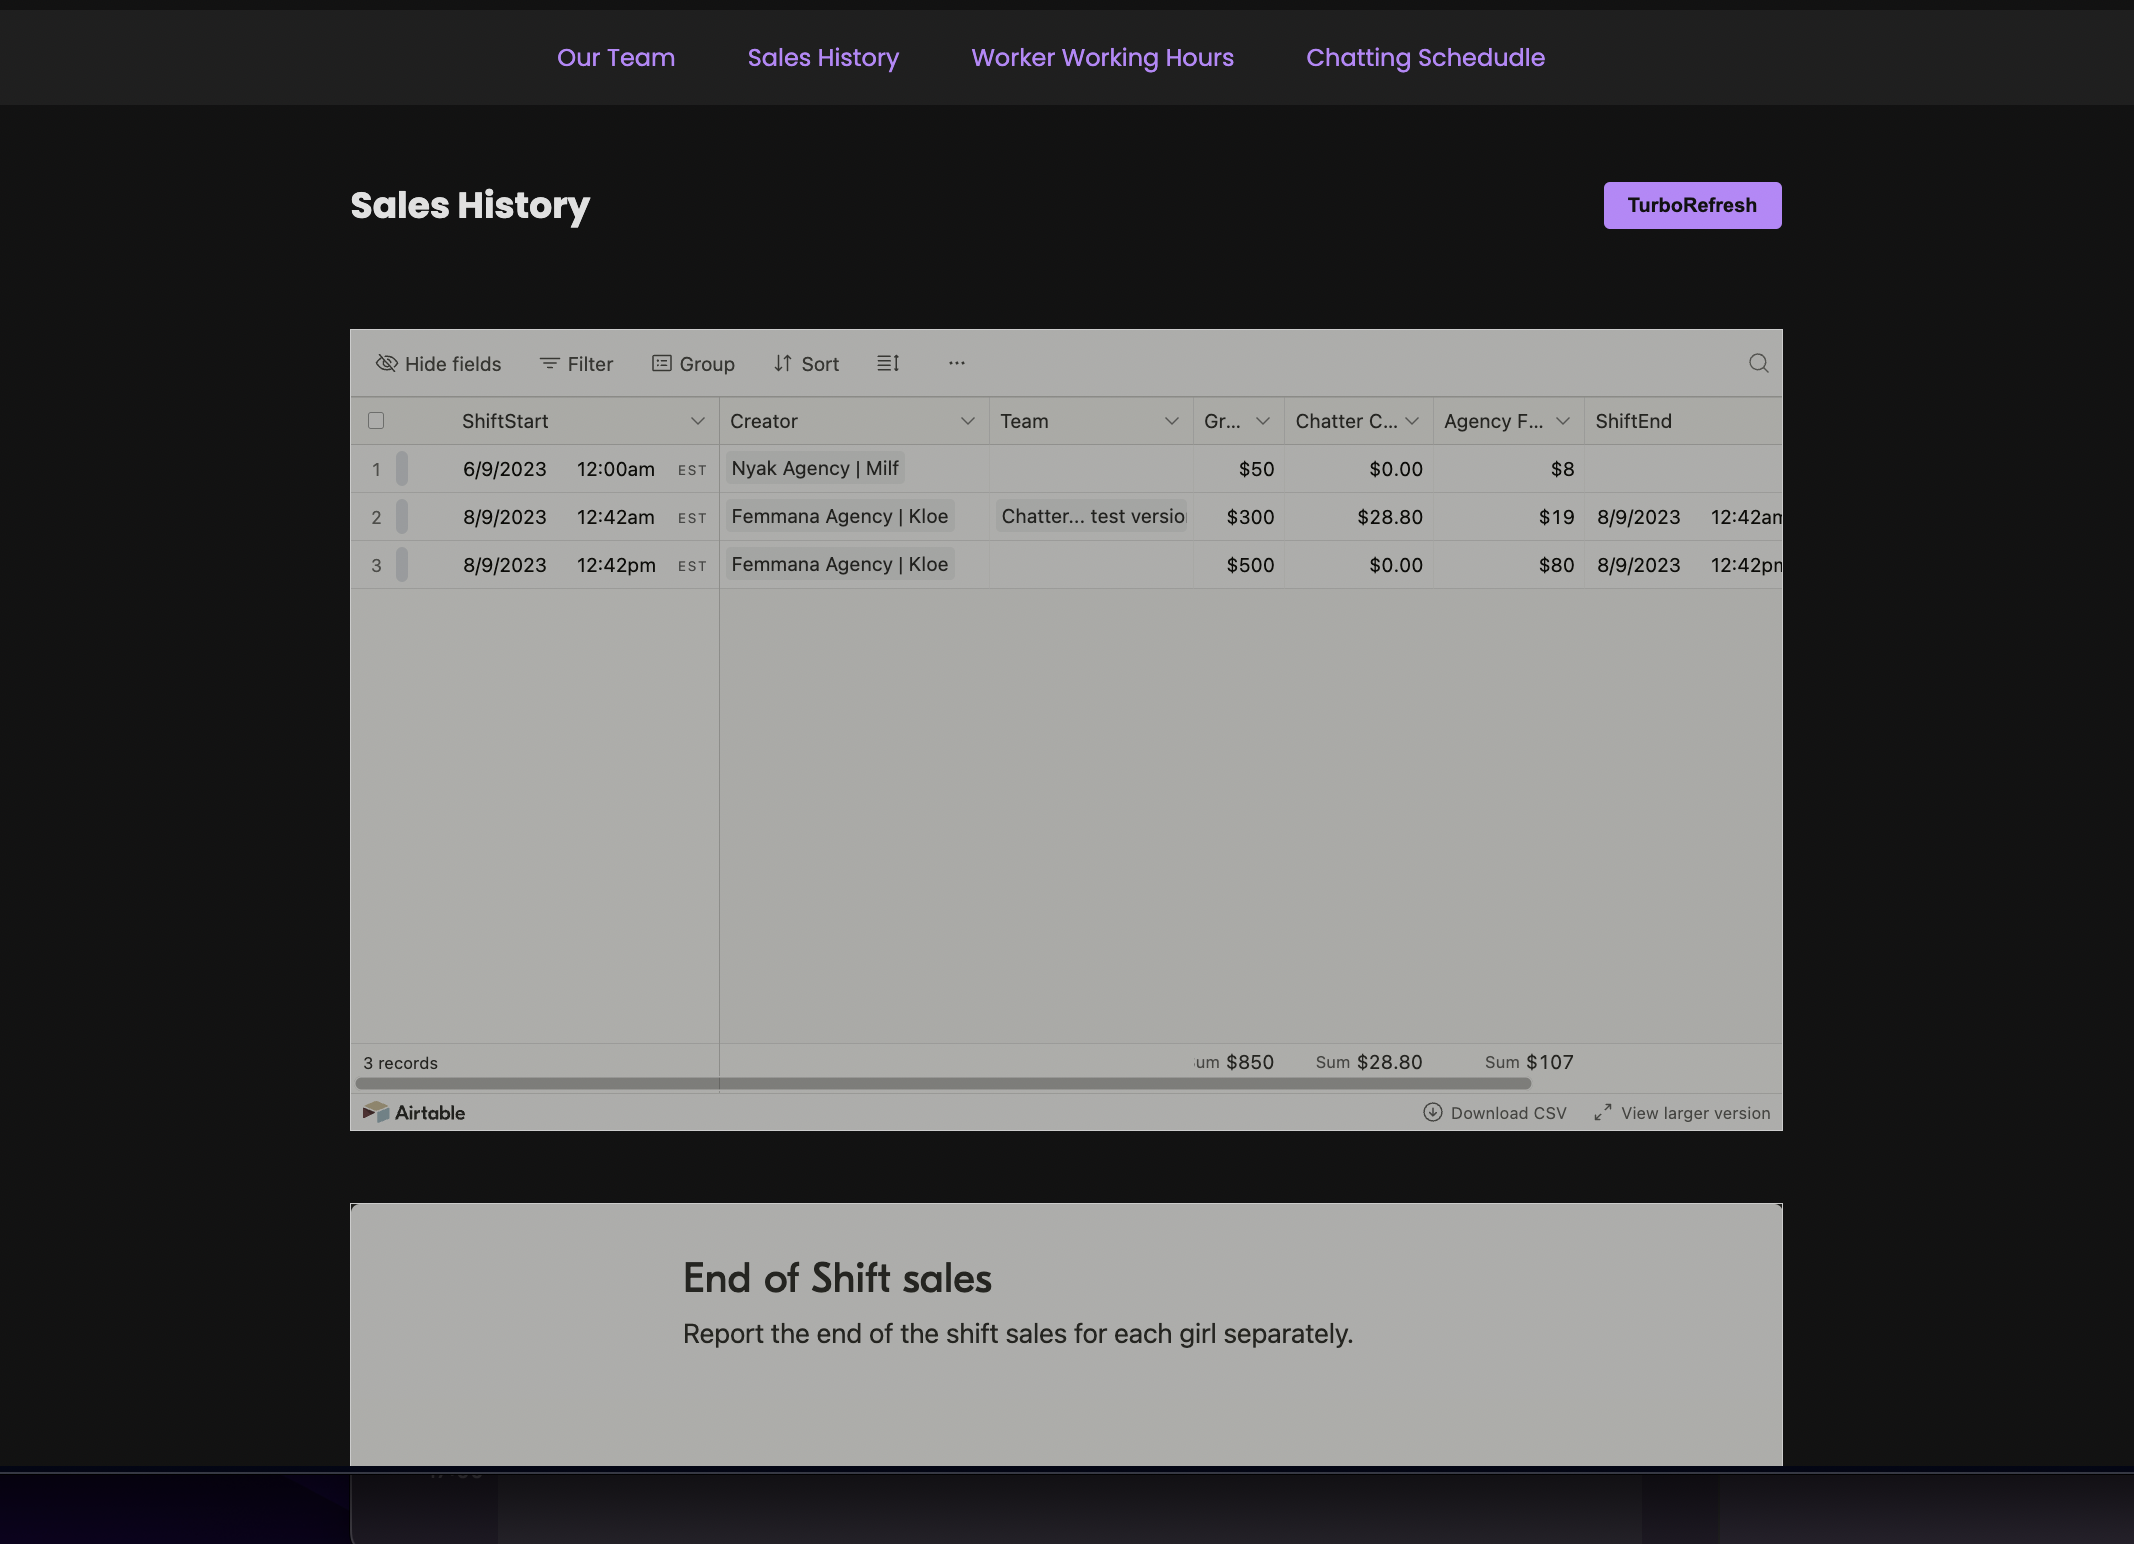 Our Team Sales History Worker Working Hours Chatting Schedudle
Sales History TurboRefresh
Hide fields Filter Group Sort ...
ShiftStart Creator Team Gr... Chatter C... Agency F... ShiftEnd
1 6/9/2023 12:00am EST Nyak Agency | Milf $50 $0.00 $8
2 8/9/2023 12:42am EST Femmana Agency | Kloe Chatter... test versio $300 $28.80 $19 8/9/2023 12:42am
3 8/9/2023 12:42pm EST Femmana Agency | Kloe $500 $0.00 $80 8/9/2023 12:42pm
3 records um $850 Sum $28.80 Sum $107
Airtable Download CSV View larger version
End of Shift sales
Report the end of the shift sales for each girl separately.